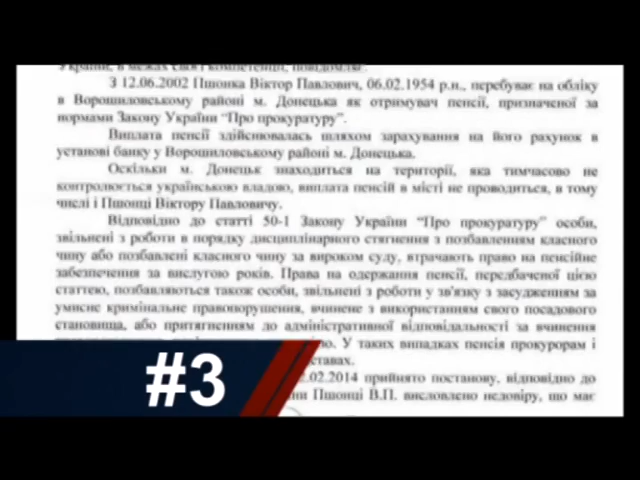 України, в межах своєї компетенції, повідомляє.
З 12.06.2002 Пшонка Віктор Павлович, 06.02.1954 р.н., перебуває на обліку
в Ворошиловському районі м. Донецька як отримувач пенсії, призначеної за
нормами Закону України “Про прокуратуру”.
Виплата пенсії здійснювалась шляхом зарахування на його рахунок в
установі банку у Ворошиловському районі м. Донецька.
Оскільки м. Донецьк знаходиться на території, яка тимчасово не
контролюється українською владою, виплата пенсій в місті не проводиться, в тому
числі і Пшонці Віктору Павловичу.
Відповідно до статті 50-1 Закону України “Про прокуратуру” особи,
звільнені з роботи в порядку дисциплінарного стягнення з позбавленням класного
чину або позбавлені класного чину за вироком суду, втрачають право на пенсійне
забезпечення за вислугою років. Права на одержання пенсії, передбаченої цією
статтею, позбавляються також особи, звільнені з роботи у зв'язку з засудженням за
умисне кримінальне правопорушення, вчинене з використанням свого посадового
становища, або притягненням до адміністративної відповідальності за вчинення
У таких випадках пенсія прокурорам і
ставах.
2.02.2014 прийнято постанову, відповідно до
Пшонці В.П. висловлено недовіру, що має
#3